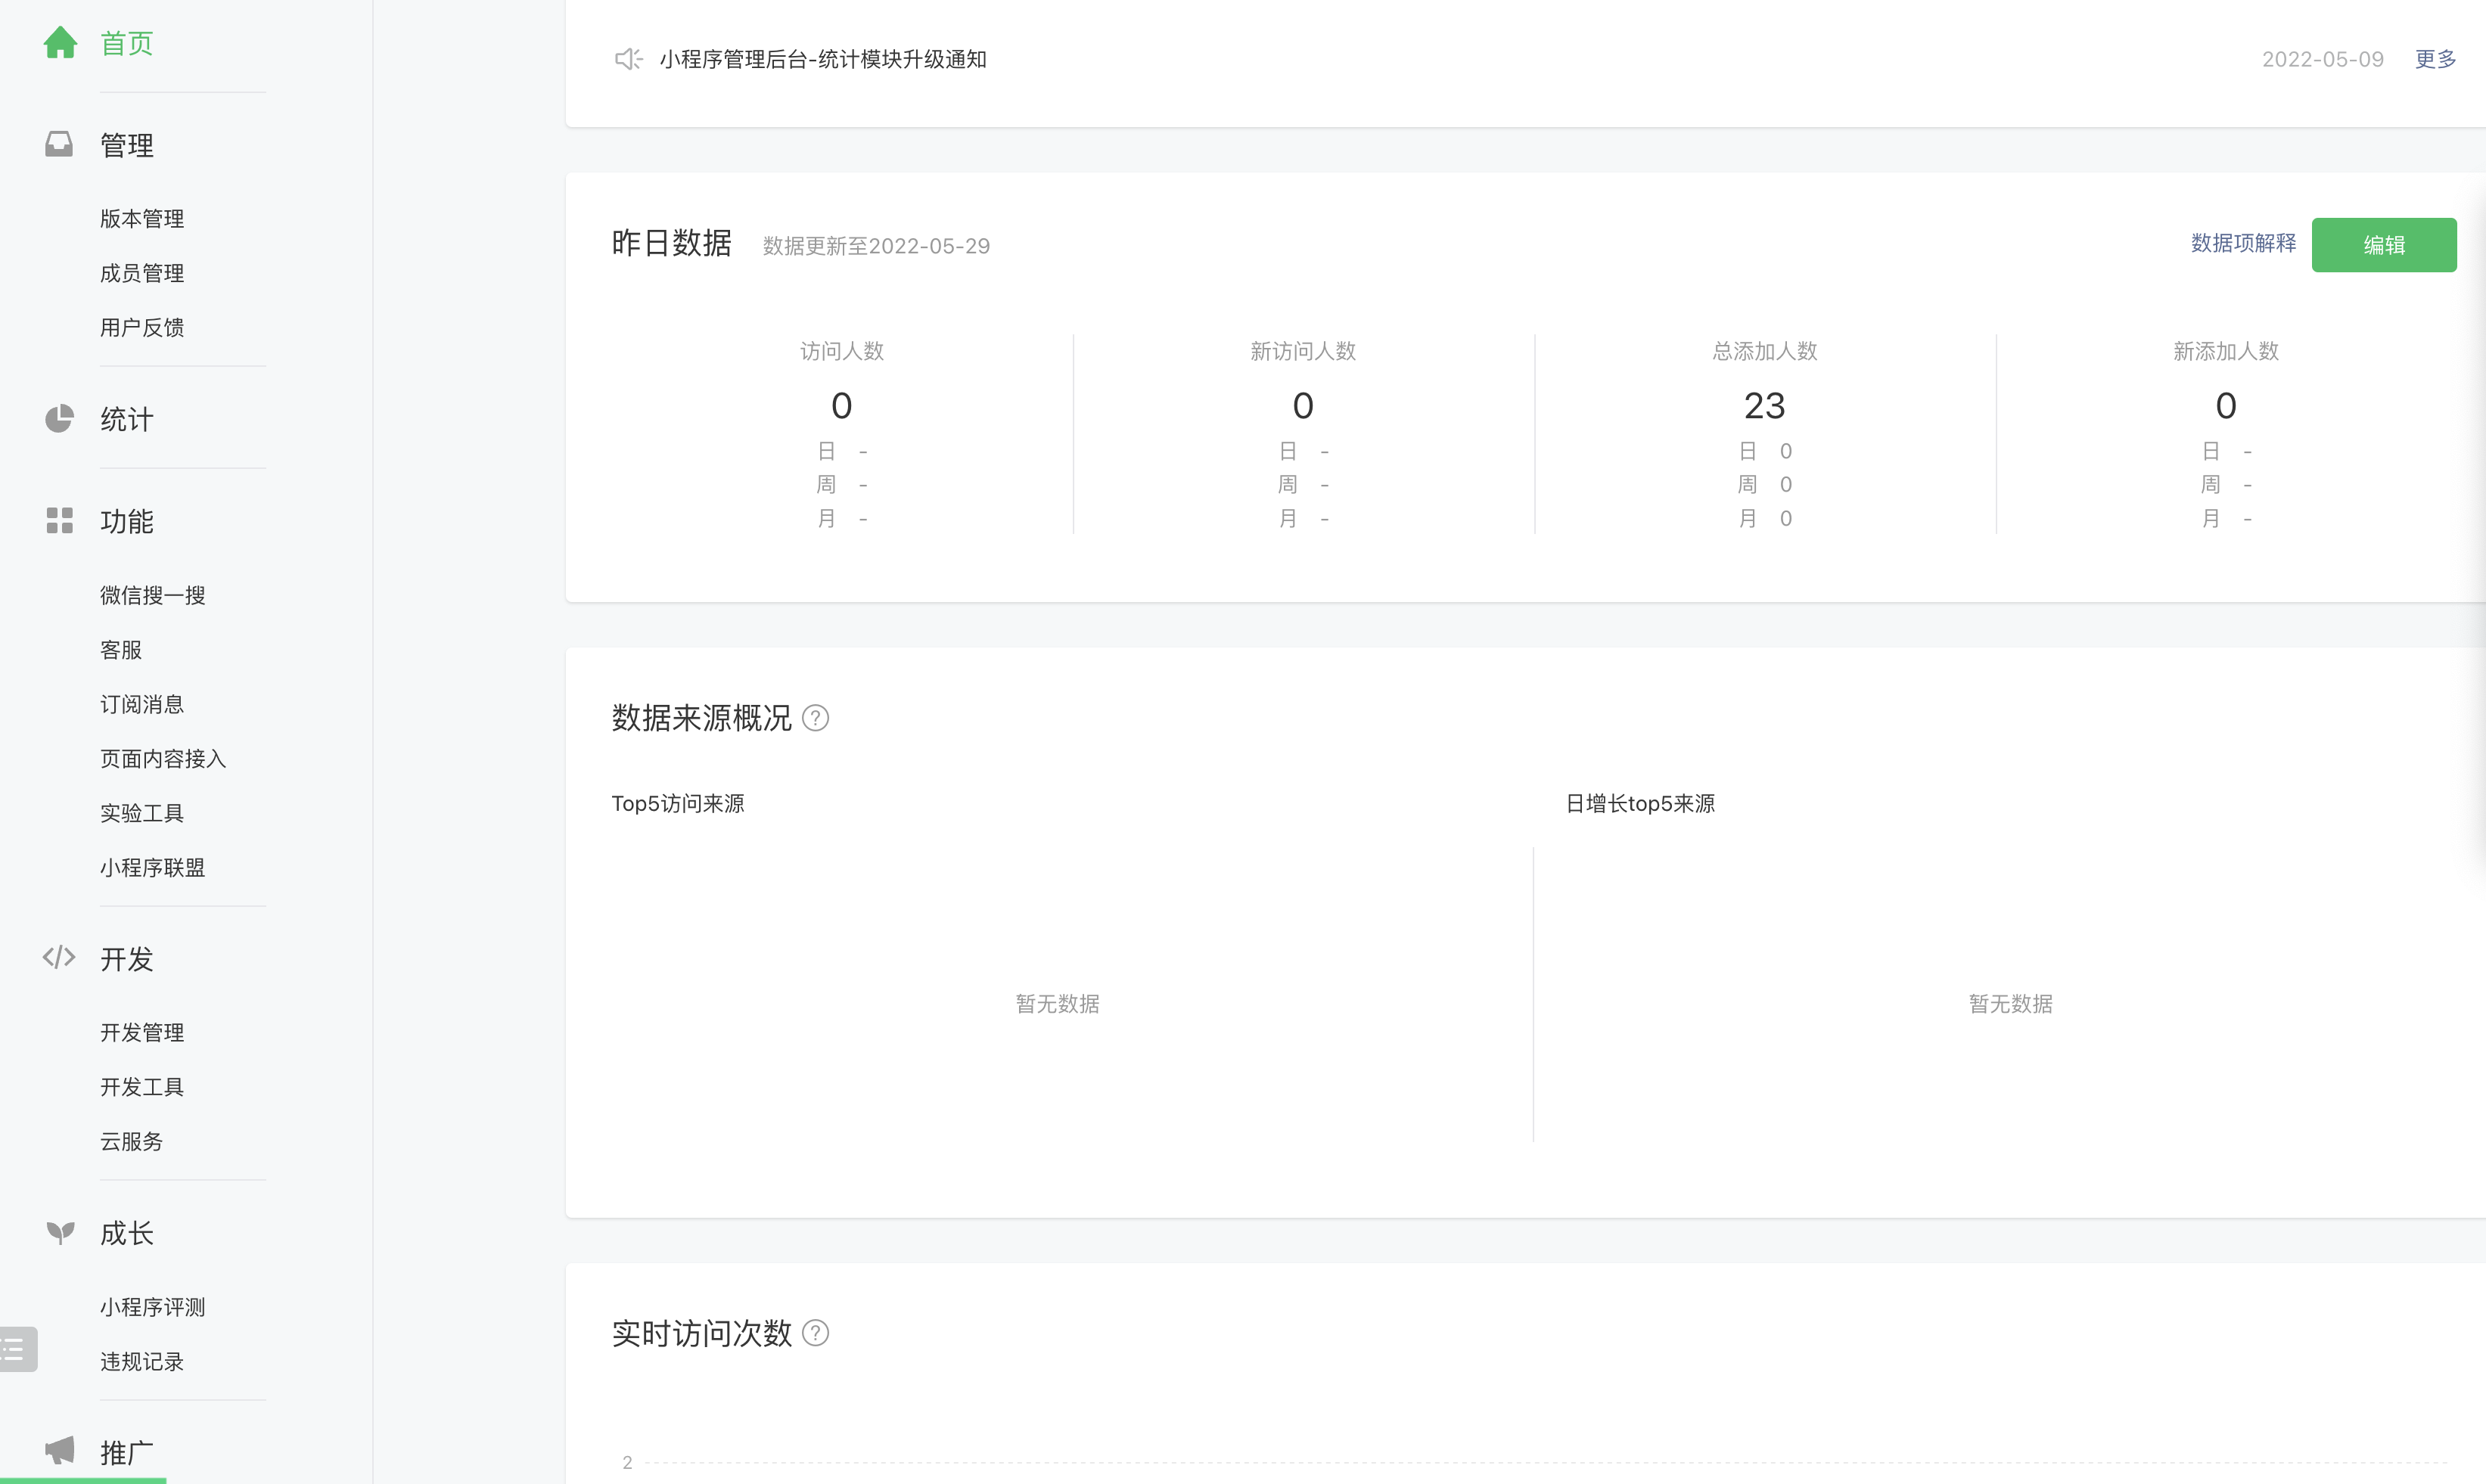 首页
管理
版本管理
成员管理
用户反馈
统计
功能
微信搜一搜
客服
订阅消息
页面内容接入
实验工具
小程序联盟
开发
开发管理
开发工具
云服务
成长
小程序评测
违规记录
推广
小程序管理后台-统计模块升级通知 2022-05-09 更多
昨日数据 数据更新至2022-05-29 数据项解释 编辑
访问人数 新访问人数 总添加人数 新添加人数
0 0 23 0
日 - 日 - 日 0 日 -
周 - 周 - 周 0 周 -
月 - 月 - 月 0 月 -
数据来源概况 ?
Top5访问来源 日增长top5来源
暂无数据 暂无数据
实时访问次数 ?
2